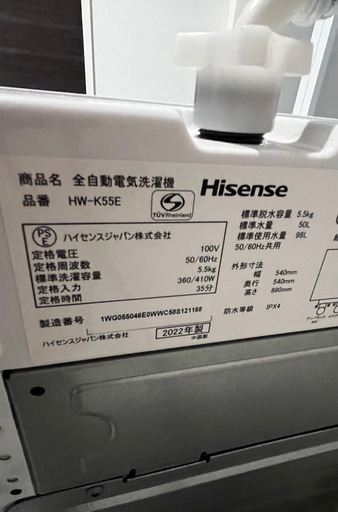 商品名 全自動電気洗濯機
品番 HW-K55E
TÜVRheinland
Hisense
PS
E
ハイセンスジャパン株式会社
定格電圧 100V
定格周波数 50/60Hz
標準洗濯容量 5.5kg
定格入力 360/410W
定格時間 35分
標準脱水容量 5.5kg
標準水量 50L
標準使用水量 98L
50/60Hz共用
外形寸法
幅 540mm
奥行 540mm
高さ 880mm
防水等級 IPX4
製造番号 1WG055046E0WWC58S121158
ハイセンスジャパン株式会社
2022年製
中国製